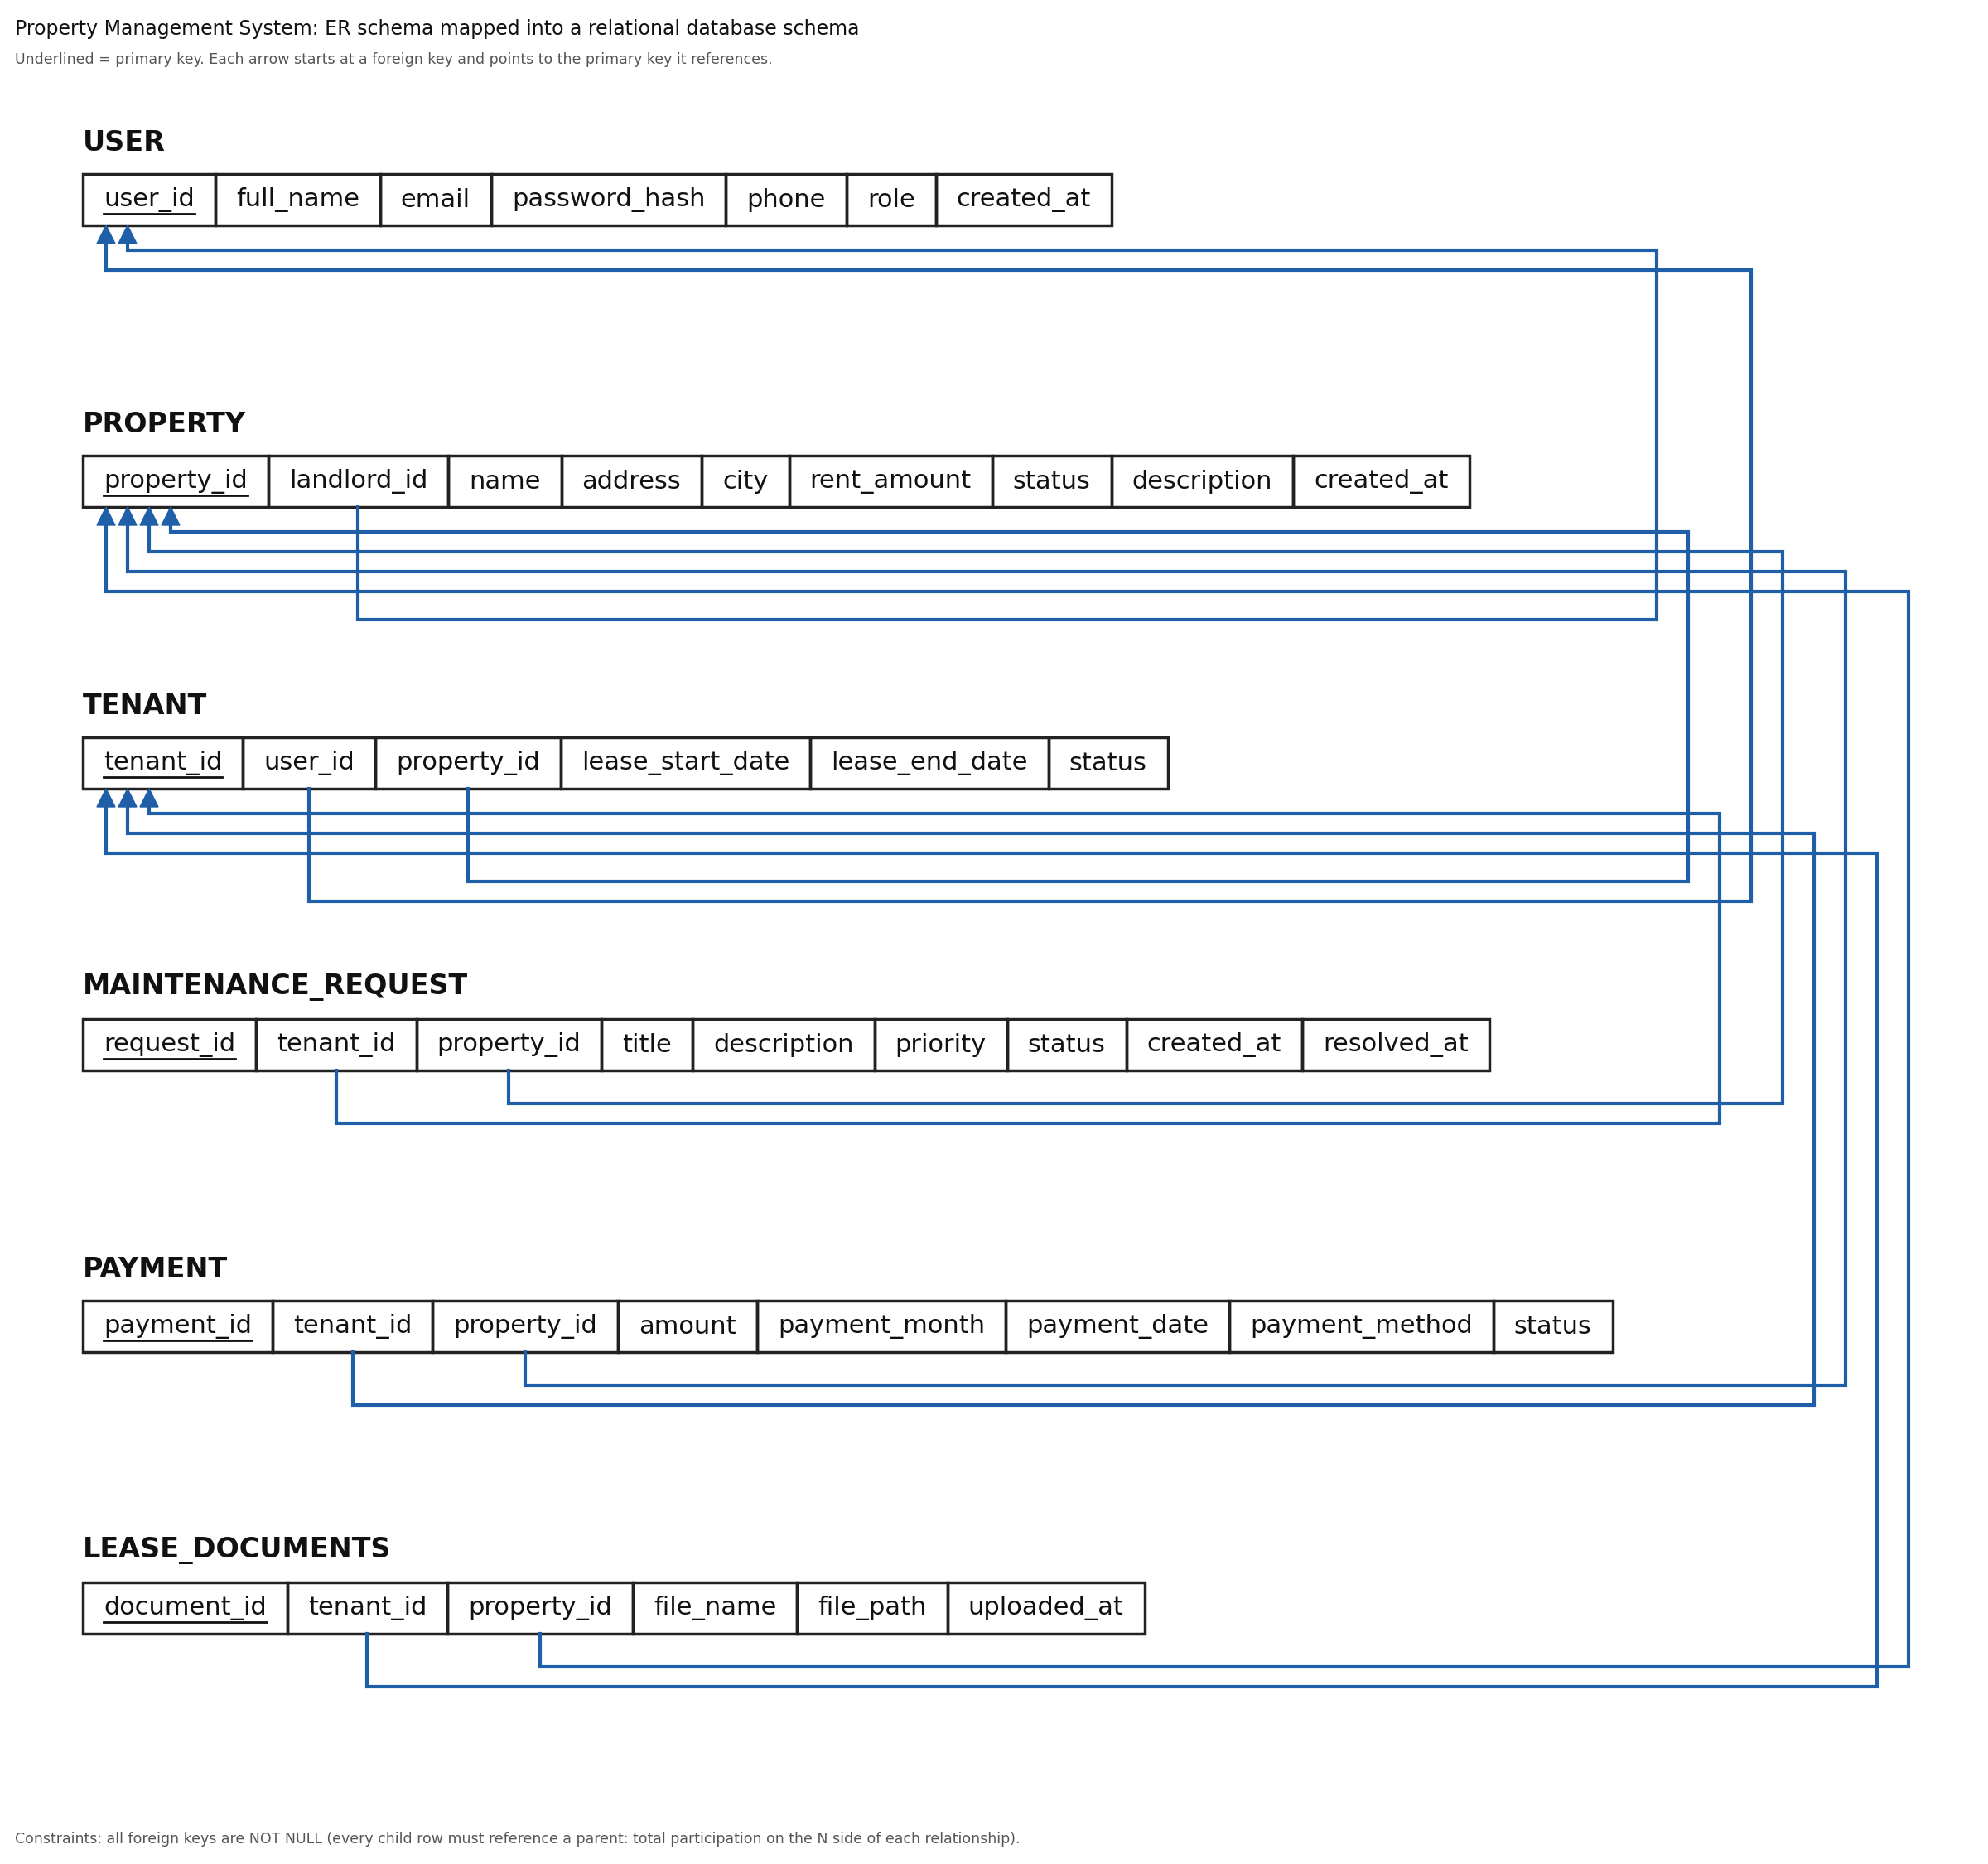 Property Management System: ER schema mapped into a relational database schema
Underlined = primary key. Each arrow starts at a foreign key and points to the primary key it references.
USER
user_id full_name email password_hash phone role created_at
PROPERTY
property_id landlord_id name address city rent_amount status description created_at
TENANT
tenant_id user_id property_id lease_start_date lease_end_date status
MAINTENANCE_REQUEST
request_id tenant_id property_id title description priority status created_at resolved_at
PAYMENT
payment_id tenant_id property_id amount payment_month payment_date payment_method status
LEASE_DOCUMENTS
document_id tenant_id property_id file_name file_path uploaded_at
Constraints: all foreign keys are NOT NULL (every child row must reference a parent: total participation on the N side of each relationship).